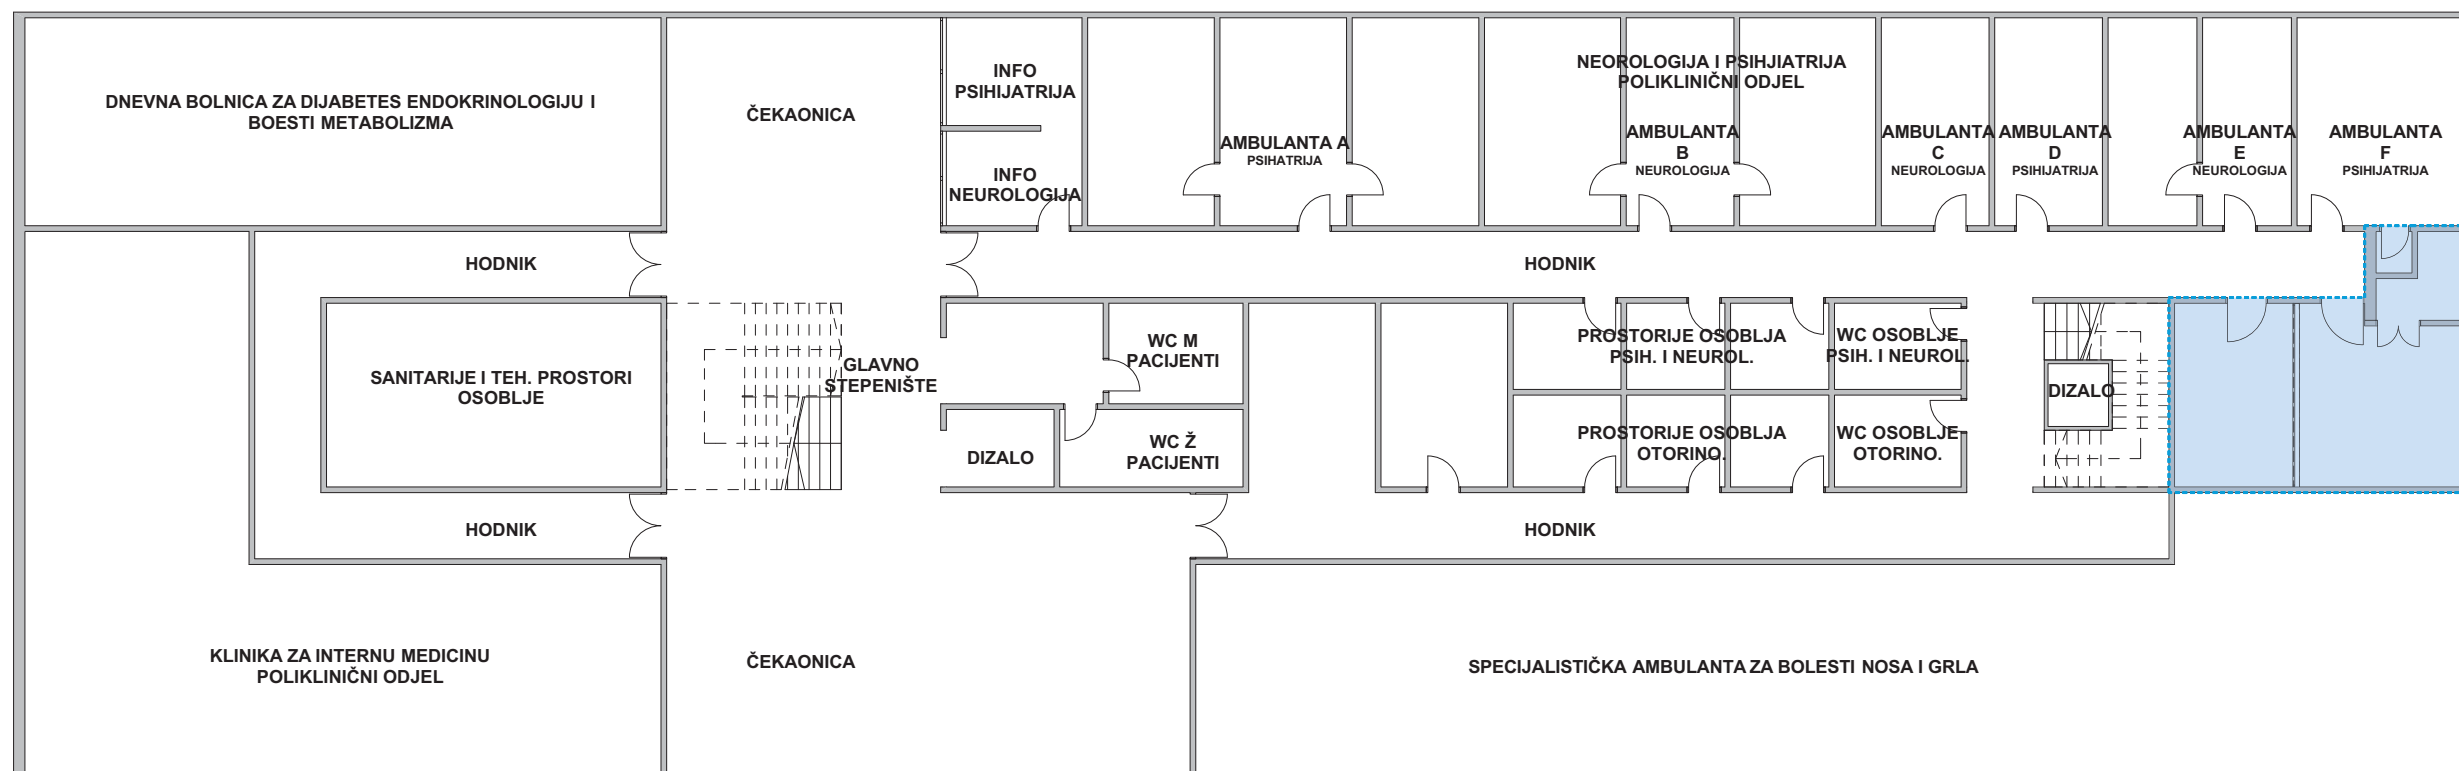 DNEVNA BOLNICA ZA DIJABETES ENDOKRINOLOGIJU I
BOESTI METABOLIZMA
ČEKAONICA
INFO
PSIHIJATRIJA
INFO
NEUROLOGIJA
AMBULANTA A
PSIHATRIJA
NEOROLOGIJA I PSIHJIATRIJA
POLIKLINIČNI ODJEL
AMBULANTA
B
NEUROLOGIJA
AMBULANTA
C
NEUROLOGIJA
AMBULANTA
D
PSIHIJATRIJA
AMBULANTA
E
NEUROLOGIJA
AMBULANTA
F
PSIHIJATRIJA
HODNIK
HODNIK
SANITARIJE I TEH. PROSTORI
OSOBLJE
GLAVNO
STEPENIŠTE
WC M
PACIJENTI
PROSTORIJE OSOBLJA
PSIH. I NEUROL.
WC OSOBLJE
PSIH. I NEUROL.
DIZALO
DIZALO
WC Ž
PACIJENTI
PROSTORIJE OSOBLJA
OTORINO.
WC OSOBLJE
OTORINO.
HODNIK
HODNIK
KLINIKA ZA INTERNU MEDICINU
POLIKLINIČNI ODJEL
ČEKAONICA
SPECIJALISTIČKA AMBULANTA ZA BOLESTI NOSA I GRLA